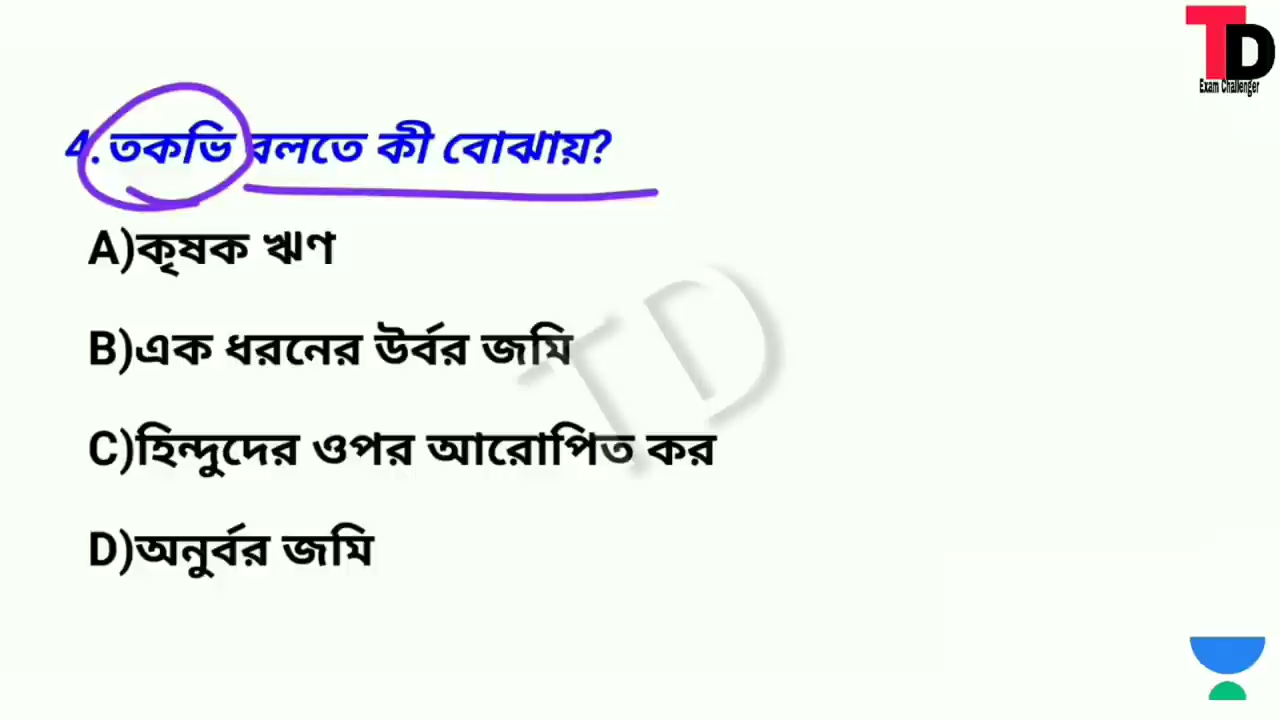 TD
Exam Challenger
4.তকভি বলতে কী বোঝায়?
A)কৃষক ঋণ
B)এক ধরনের উর্বর জমি
TD
C)হিন্দুদের ওপর আরোপিত কর
D)অনুর্বর জমি